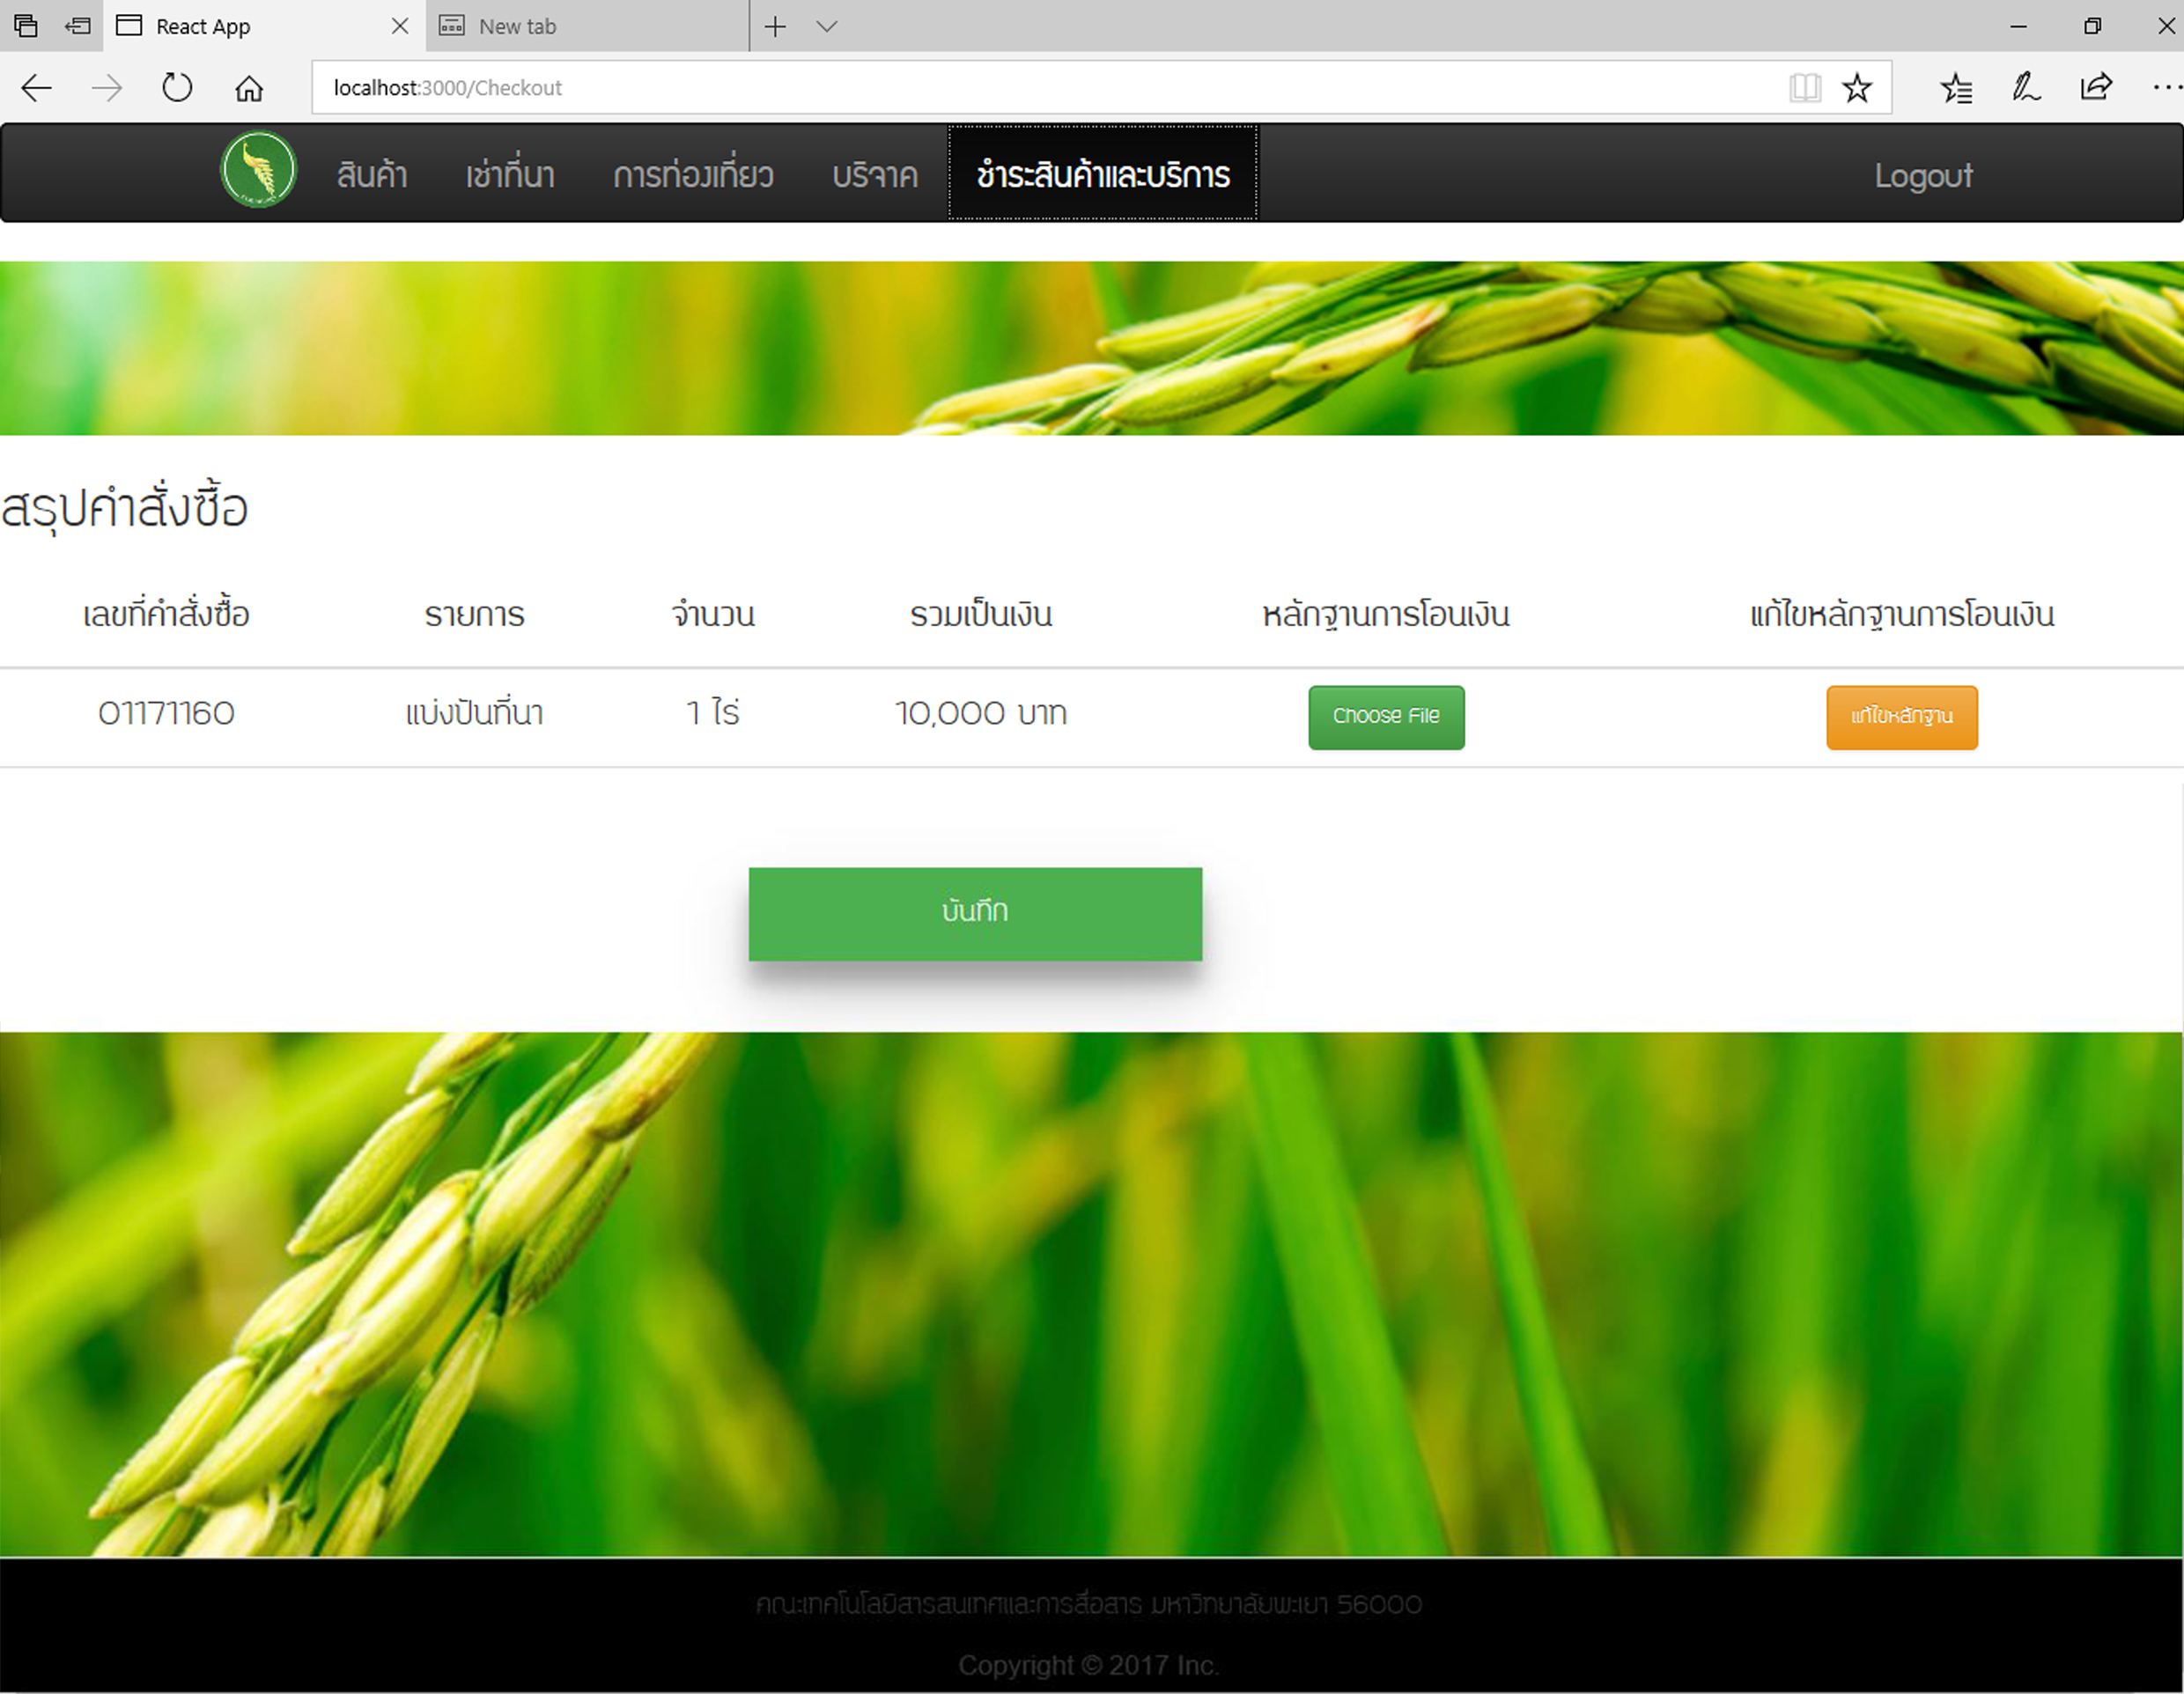 React App
New tab
localhost:3000/Checkout
สินค้า เช่าที่นา การท่องเที่ยว บริจาค ชำระสินค้าและบริการ Logout
สรุปคำสั่งซื้อ
เลขที่คำสั่งซื้อ รายการ จำนวน รวมเป็นเงิน หลักฐานการโอนเงิน แก้ไขหลักฐานการโอนเงิน
01171160 แบ่งปันที่นา 1 ไร่ 10,000 บาท Choose File แก้ไขหลักฐาน
บันทึก
คณะเทคโนโลยีสารสนเทศและการสื่อสาร มหาวิทยาลัยพะเยา 56000
Copyright © 2017 Inc.